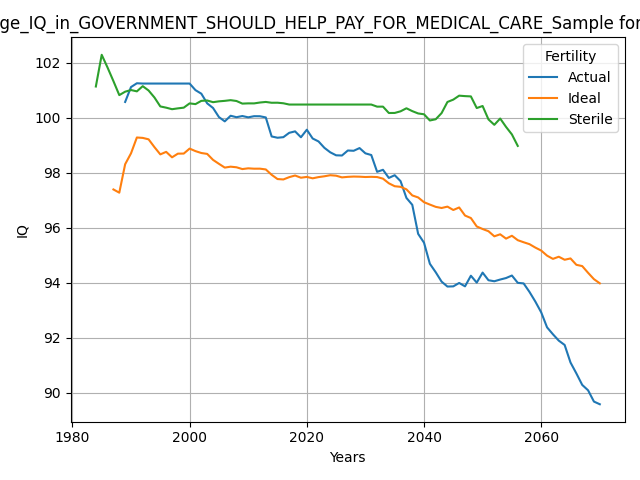 ge_IQ_in_GOVERNMENT_SHOULD_HELP_PAY_FOR_MEDICAL_CARE_Sample for
Fertility
Actual
Ideal
Sterile
102
100
98
96
94
92
90
IQ
1980
2000
2020
2040
2060
Years